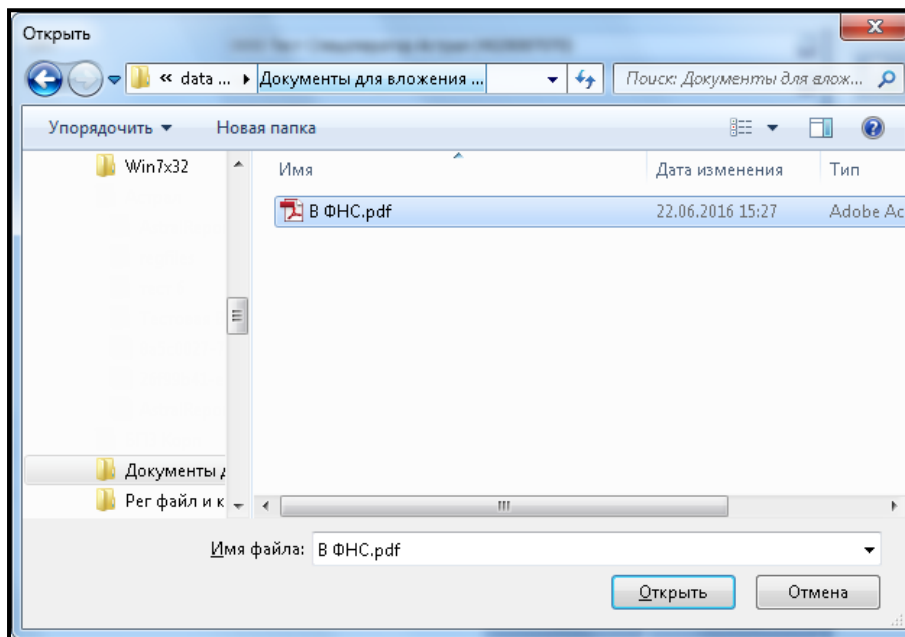 Открыть
« data ... Документы для вложения ... Поиск: Документы для влож...
Упорядочить Новая папка
Win7x32
Имя Дата изменения Тип
В ФНС.pdf 22.06.2016 15:27 Adobe Ac
Документы д
Рег файл и к
Имя файла: В ФНС.pdf
Открыть Отмена